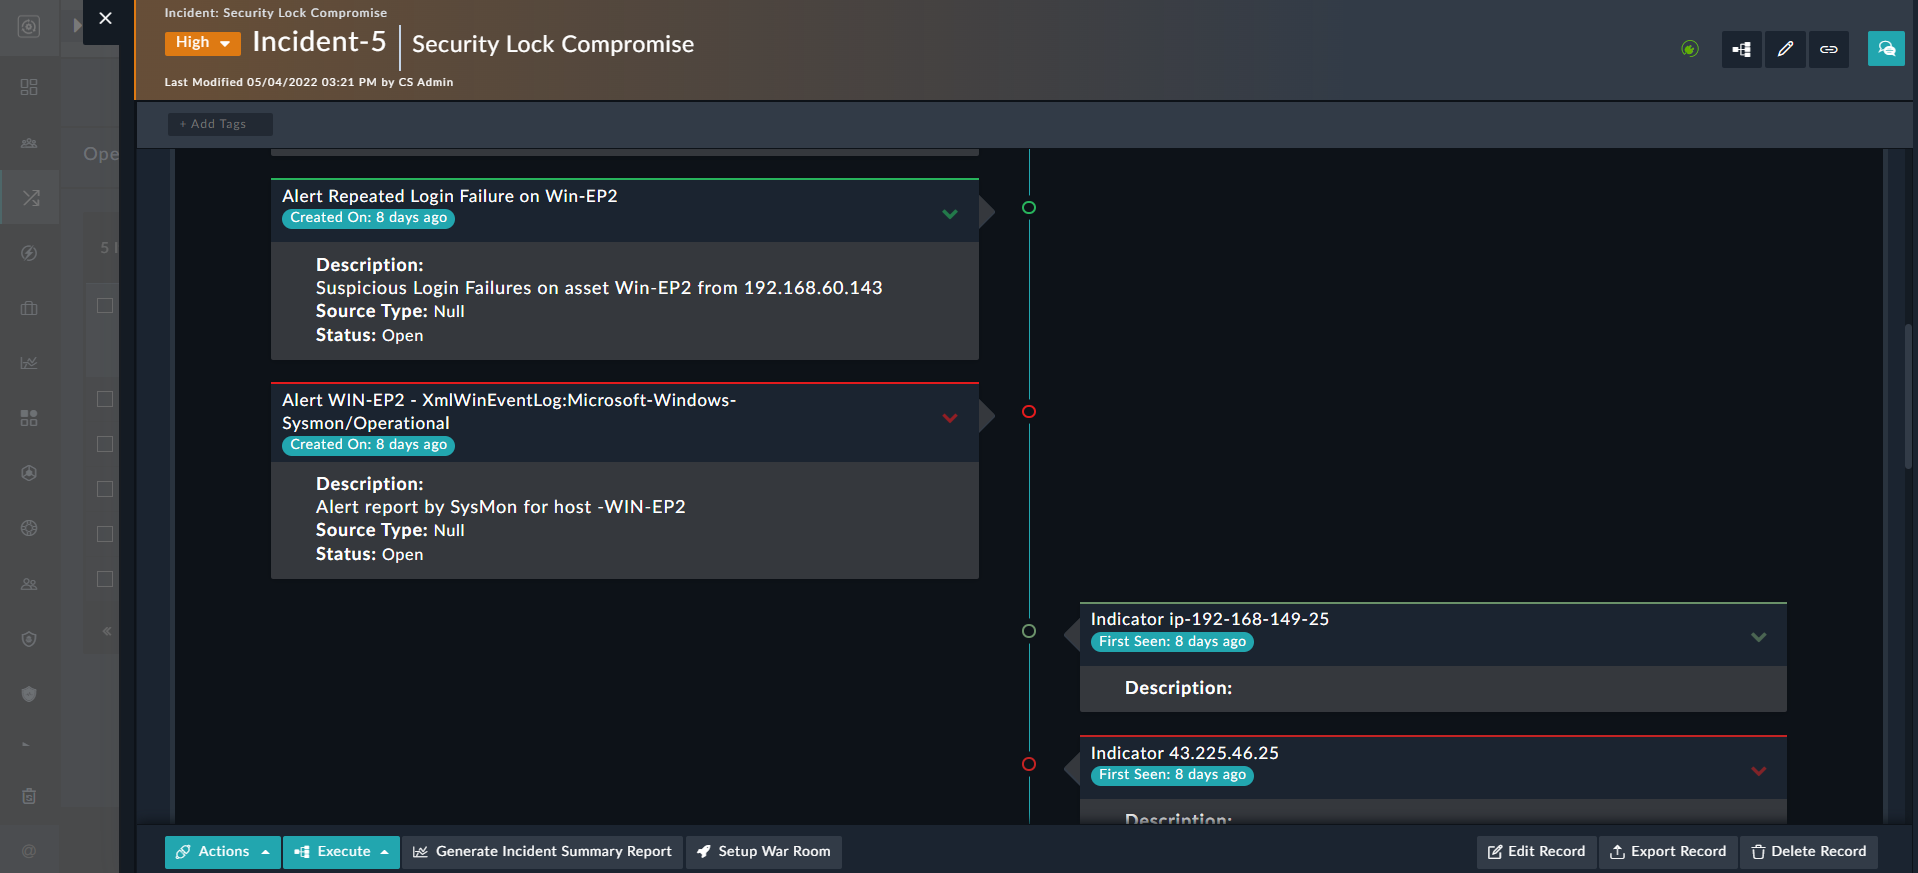 Incident: Security Lock Compromise
High
Incident-5
Security Lock Compromise
Last Modified 05/04/2022 03:21 PM by CS Admin
+ Add Tags
Ope
5 I
Alert Repeated Login Failure on Win-EP2
Created On: 8 days ago
Description:
Suspicious Login Failures on asset Win-EP2 from 192.168.60.143
Source Type: Null
Status: Open
Alert WIN-EP2 - XmlWinEventLog:Microsoft-Windows-
Sysmon/Operational
Created On: 8 days ago
Description:
Alert report by SysMon for host -WIN-EP2
Source Type: Null
Status: Open
Indicator ip-192-168-149-25
First Seen: 8 days ago
Description:
Indicator 43.225.46.25
First Seen: 8 days ago
Description:
Actions
Execute
Generate Incident Summary Report
Setup War Room
Edit Record
Export Record
Delete Record